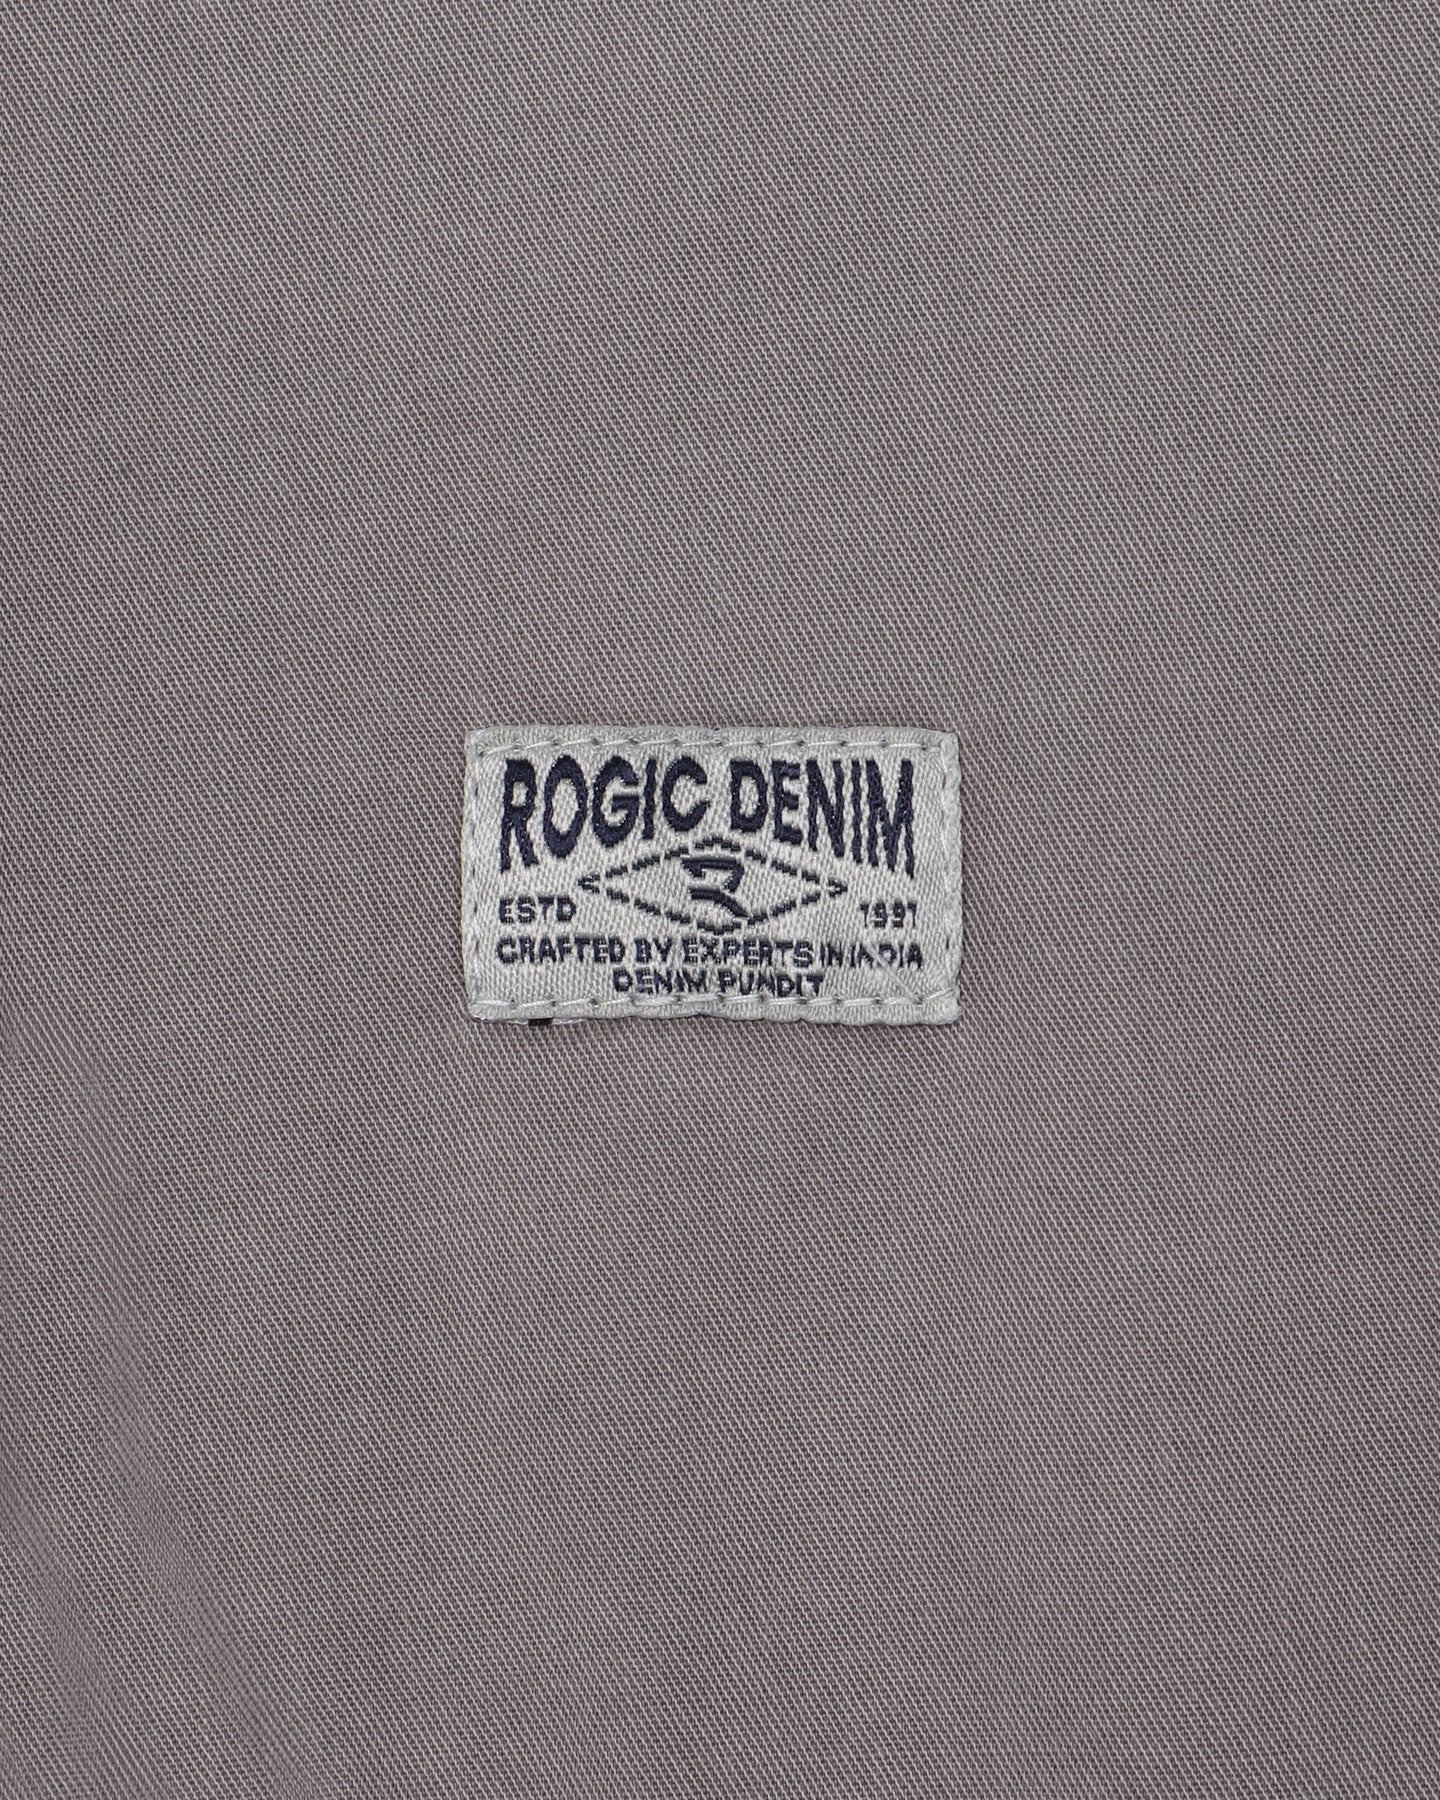 ROGIC DENIM
ESTD 1991
CRAFTED BY EXPERTS IN INDIA
DENIM PUNDIT